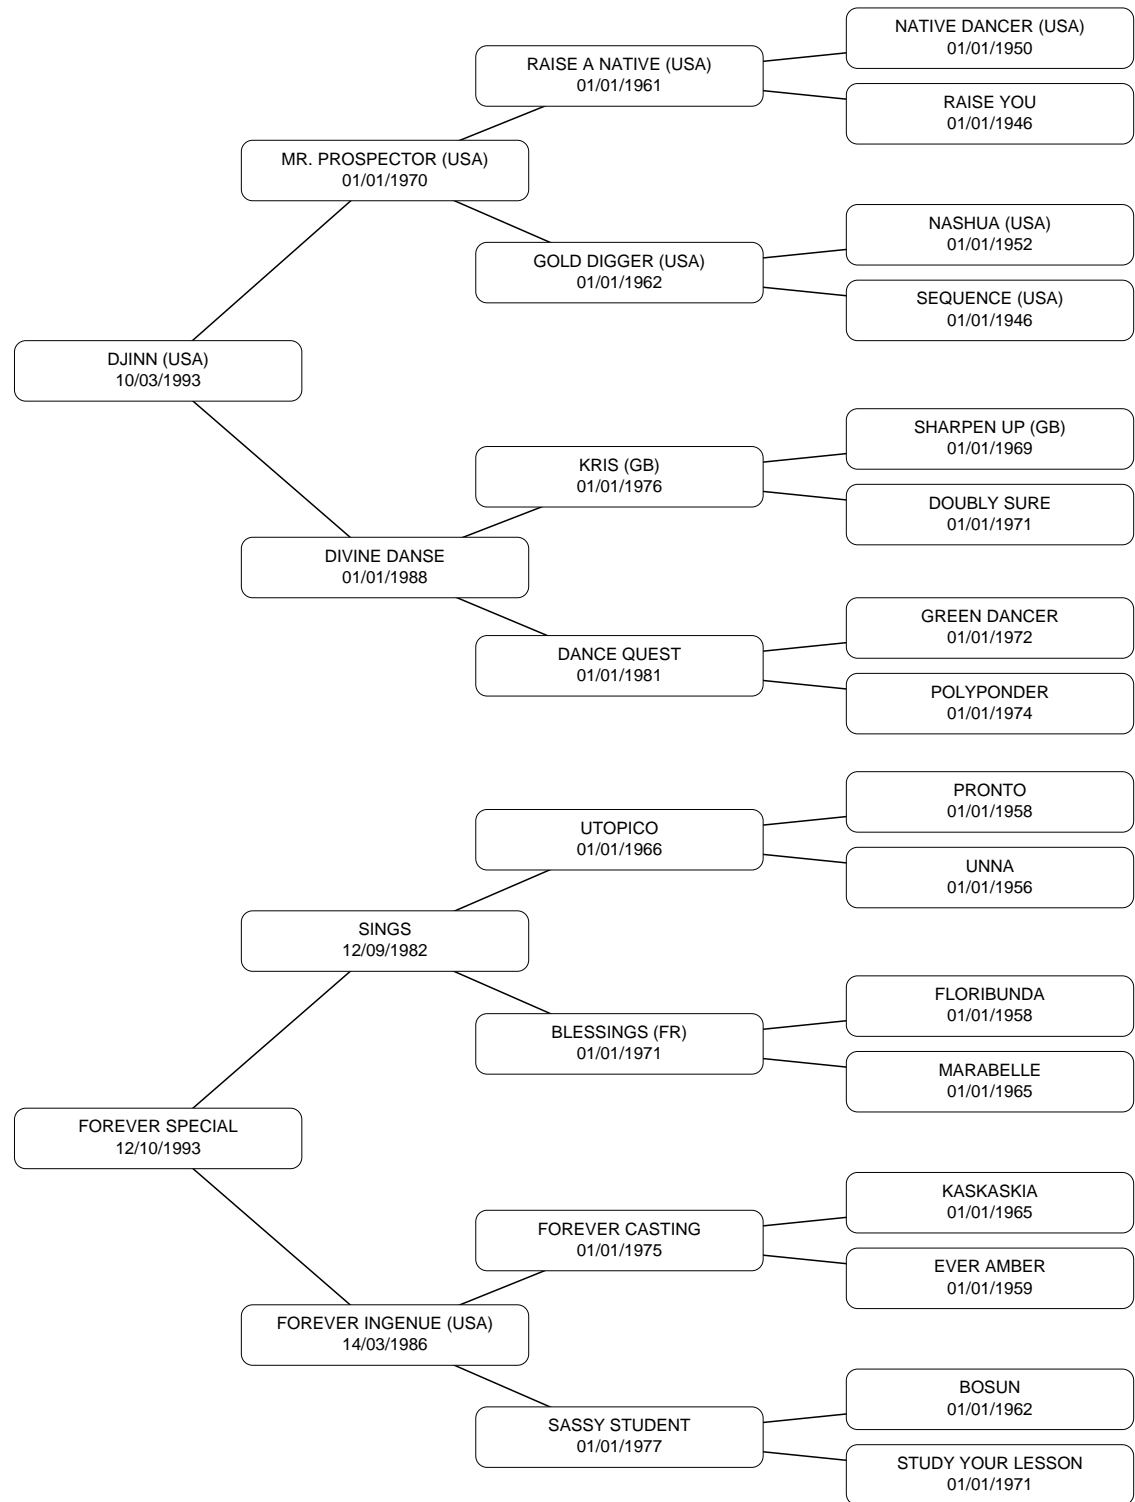 NATIVE DANCER (USA)
01/01/1950
RAISE A NATIVE (USA)
01/01/1961
RAISE YOU
01/01/1946
MR. PROSPECTOR (USA)
01/01/1970
NASHUA (USA)
01/01/1952
GOLD DIGGER (USA)
01/01/1962
SEQUENCE (USA)
01/01/1946
DJINN (USA)
10/03/1993
SHARPEN UP (GB)
01/01/1969
KRIS (GB)
01/01/1976
DOUBLY SURE
01/01/1971
DIVINE DANSE
01/01/1988
GREEN DANCER
01/01/1972
DANCE QUEST
01/01/1981
POLYPONDER
01/01/1974
PRONTO
01/01/1958
UTOPICO
01/01/1966
UNNA
01/01/1956
SINGS
12/09/1982
FLORIBUNDA
01/01/1958
BLESSINGS (FR)
01/01/1971
MARABELLE
01/01/1965
FOREVER SPECIAL
12/10/1993
KASKASKIA
01/01/1965
FOREVER CASTING
01/01/1975
EVER AMBER
01/01/1959
FOREVER INGENUE (USA)
14/03/1986
BOSUN
01/01/1962
SASSY STUDENT
01/01/1977
STUDY YOUR LESSON
01/01/1971